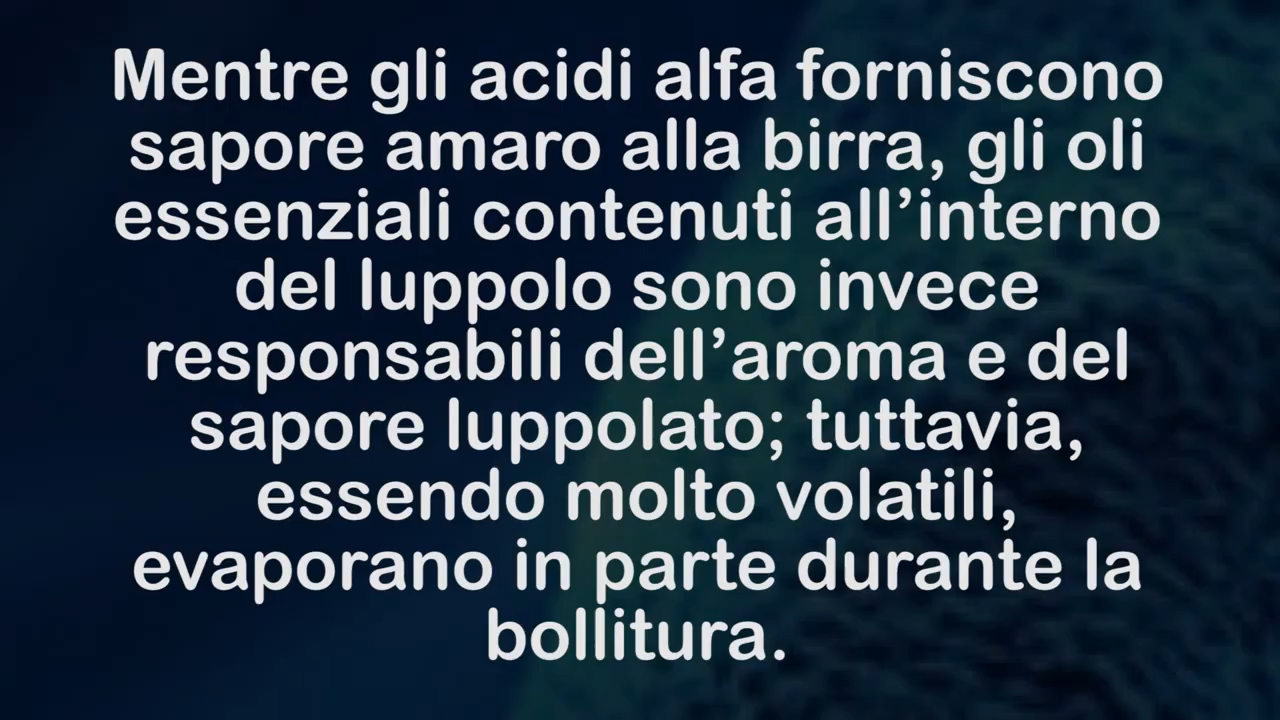 Mentre gli acidi alfa forniscono
sapore amaro alla birra, gli oli
essenziali contenuti all’interno
del luppolo sono invece
responsabili dell’aroma e del
sapore luppolato; tuttavia,
essendo molto volatili,
evaporano in parte durante la
bollitura.